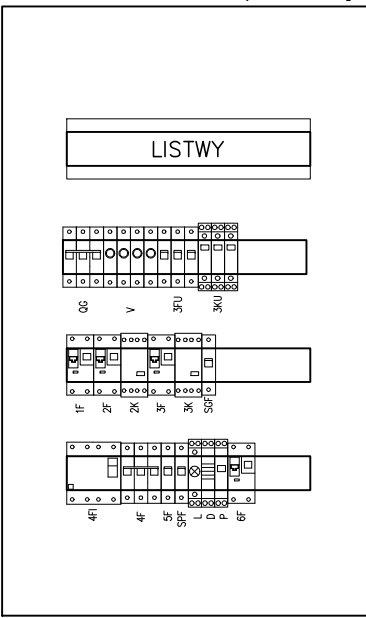 LISTWY
QG V 3FU 3KU
1F 2F 2K 3F 3K SGF
4FI 4F 5F SPF L D P 6F